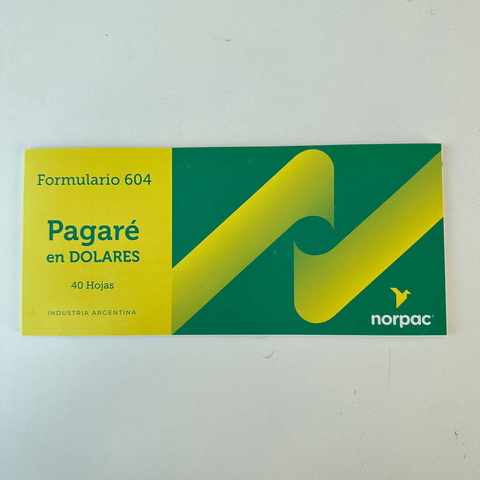 Formulario 604
Pagaré
en DOLARES
40 Hojas
INDUSTRIA ARGENTINA
norpac